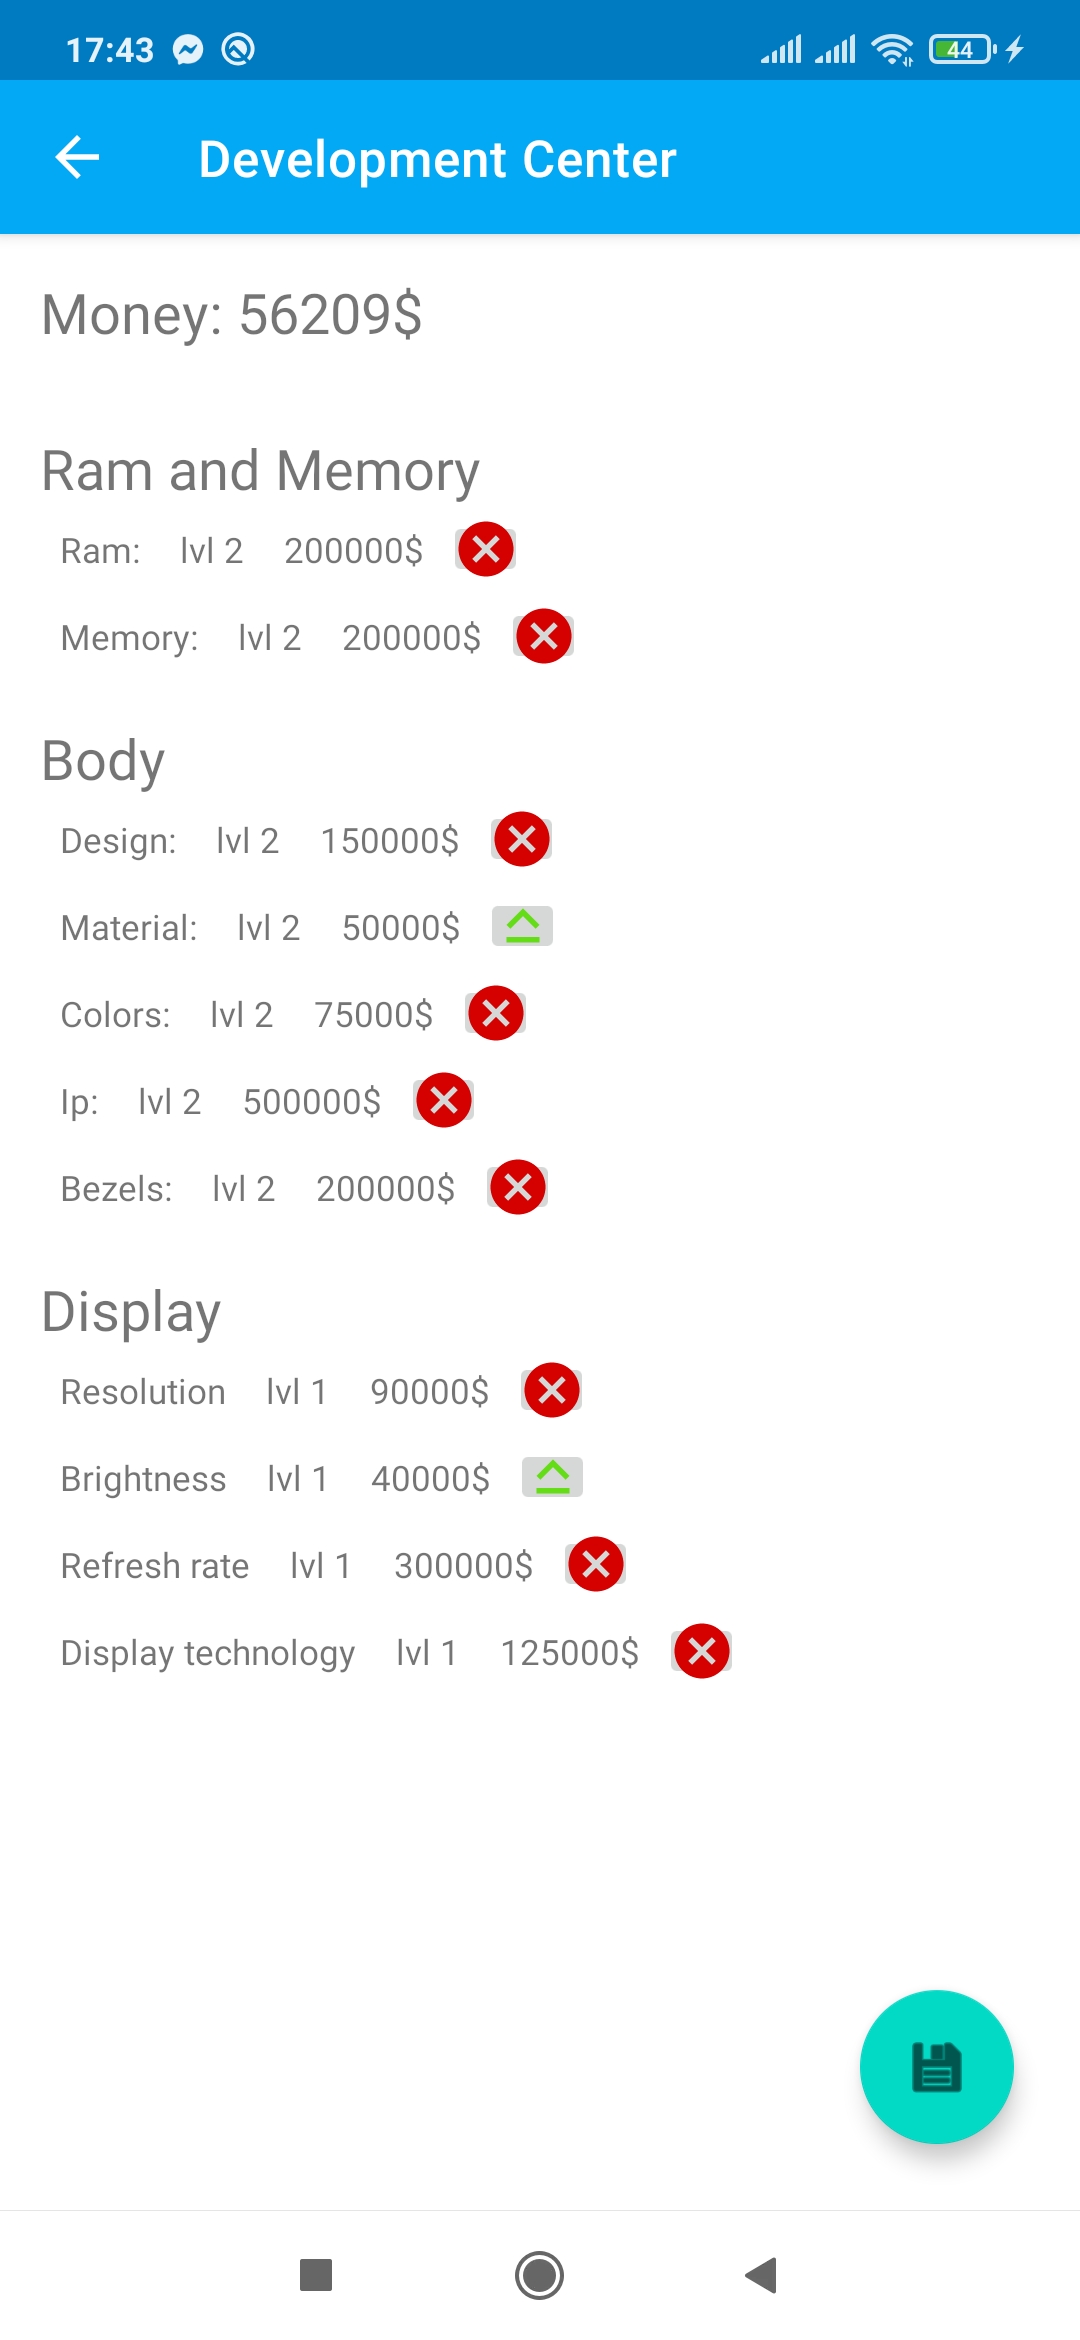 17:43
44
Development Center
Money: 56209$
Ram and Memory
Ram: lvl 2 200000$
Memory: lvl 2 200000$
Body
Design: lvl 2 150000$
Material: lvl 2 50000$
Colors: lvl 2 75000$
Ip: lvl 2 500000$
Bezels: lvl 2 200000$
Display
Resolution lvl 1 90000$
Brightness lvl 1 40000$
Refresh rate lvl 1 300000$
Display technology lvl 1 125000$